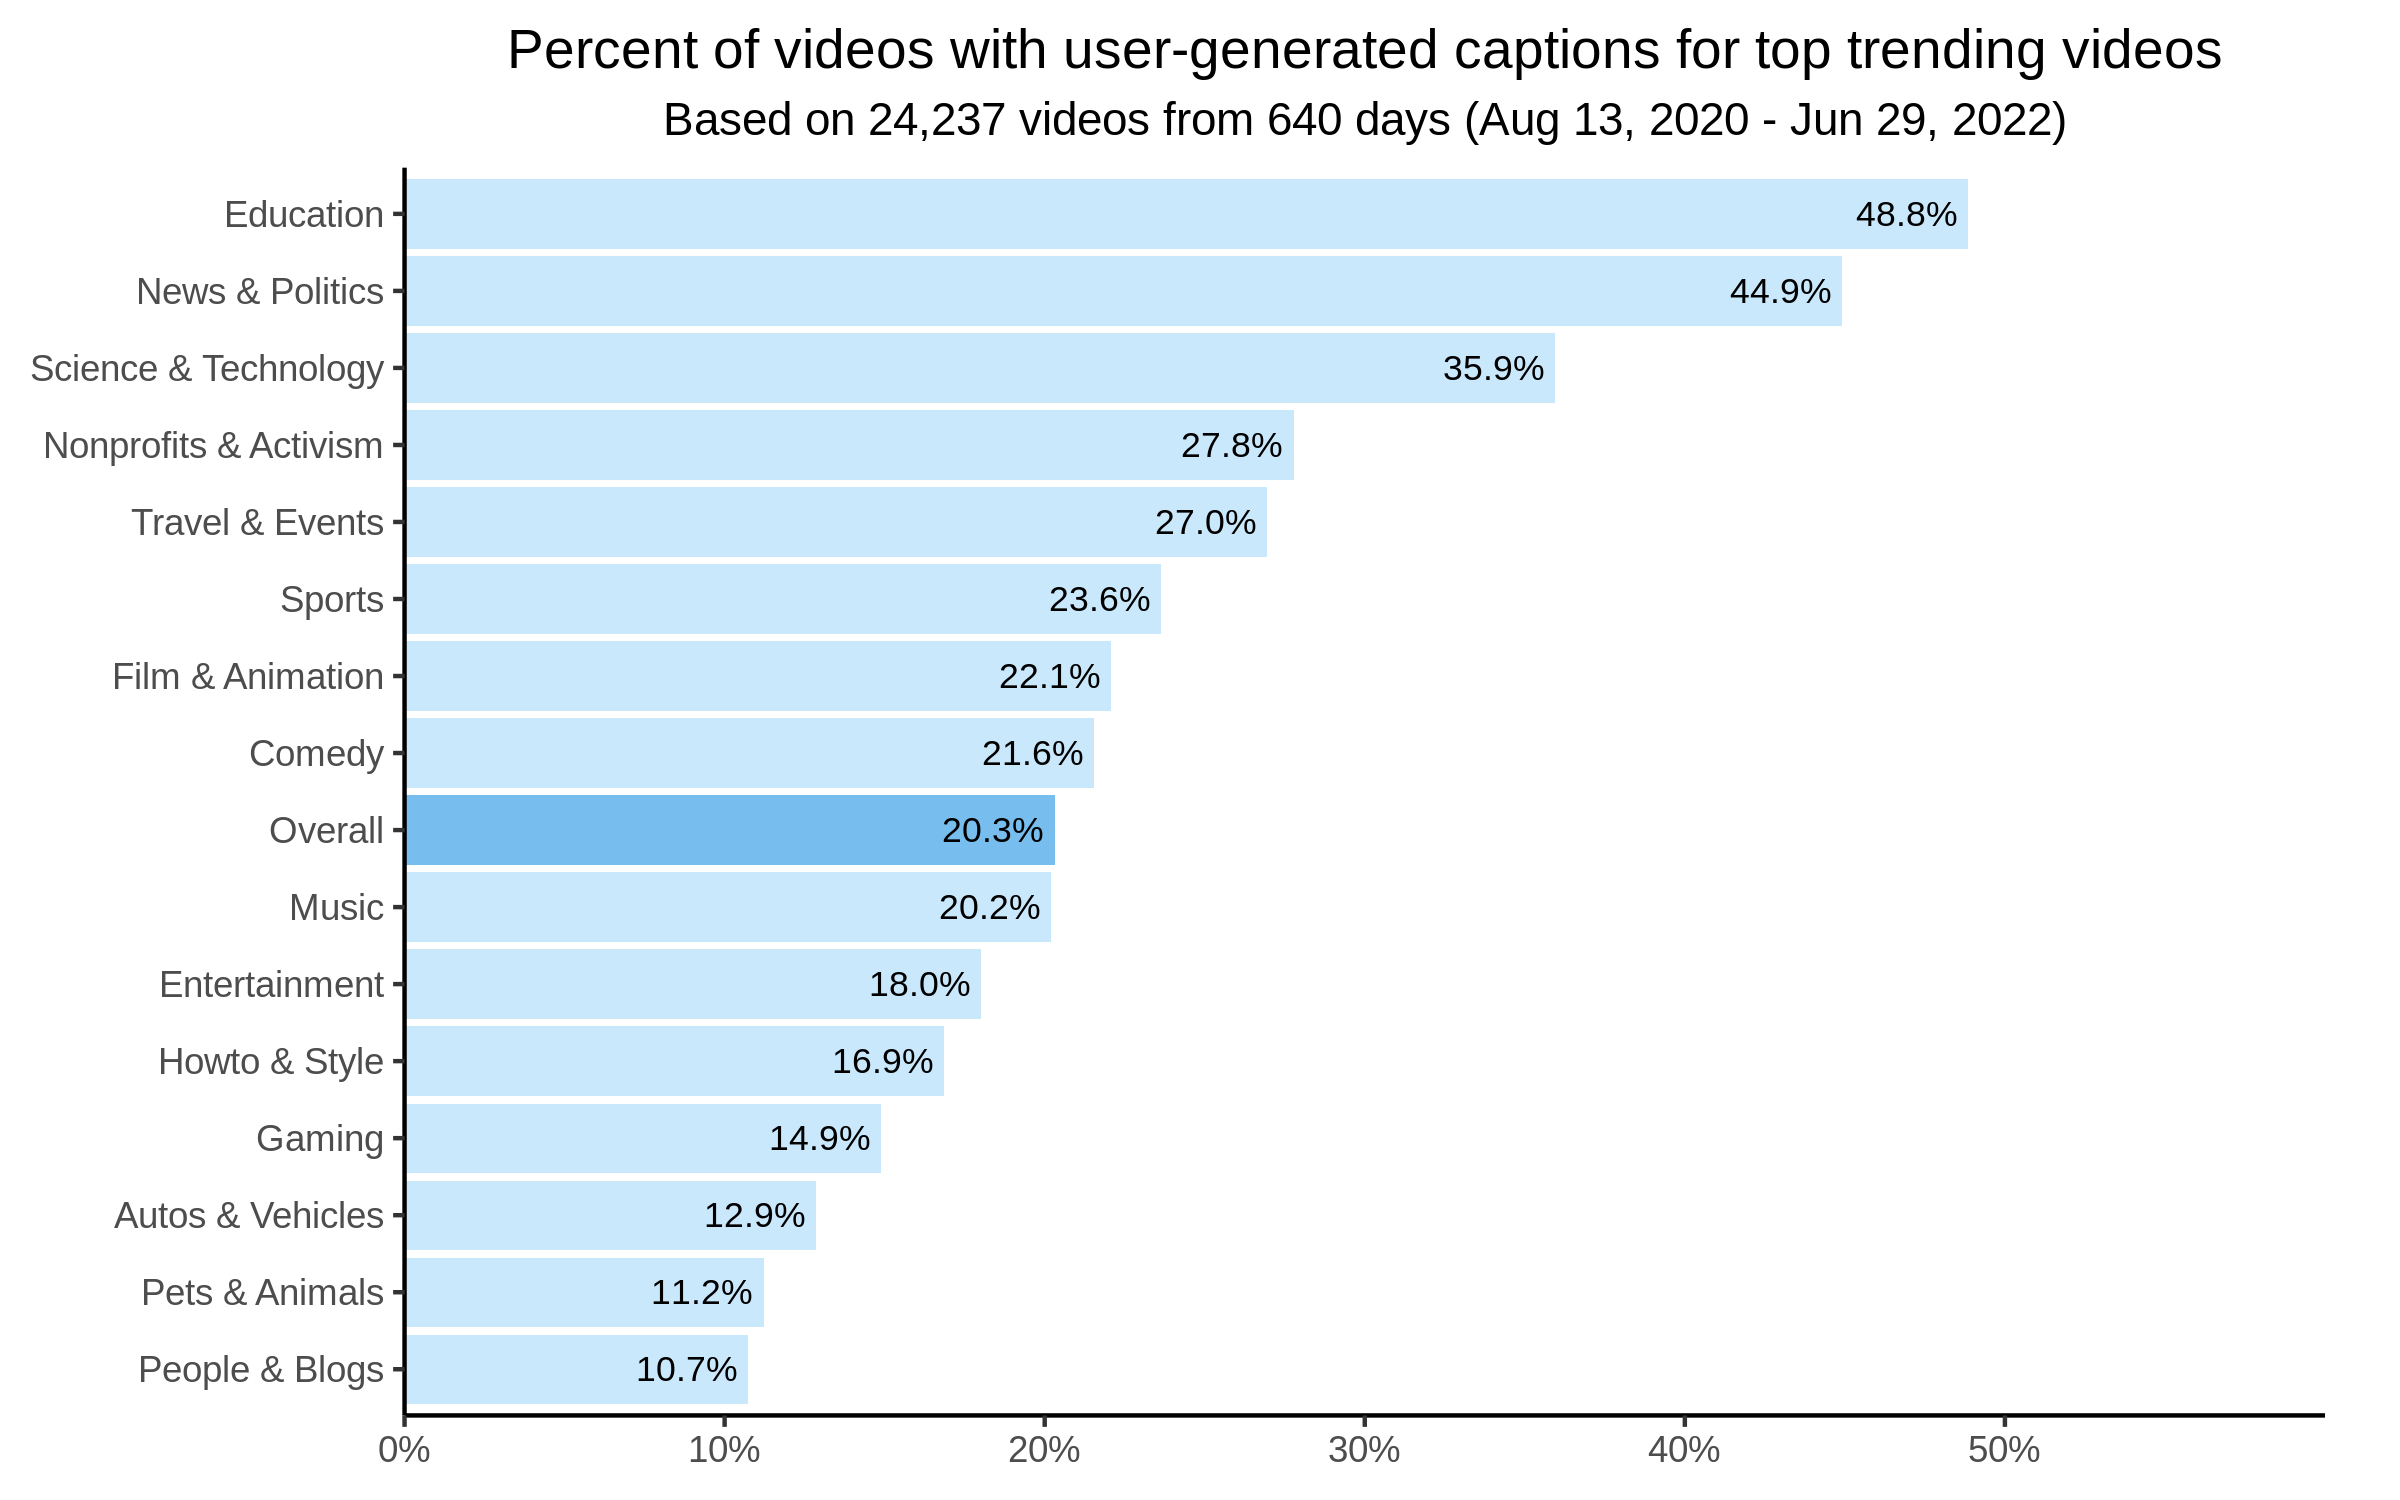 Percent of videos with user-generated captions for top trending videos
Based on 24,237 videos from 640 days (Aug 13, 2020 - Jun 29, 2022)
Education 48.8%
News & Politics 44.9%
Science & Technology 35.9%
Nonprofits & Activism 27.8%
Travel & Events 27.0%
Sports 23.6%
Film & Animation 22.1%
Comedy 21.6%
Overall 20.3%
Music 20.2%
Entertainment 18.0%
Howto & Style 16.9%
Gaming 14.9%
Autos & Vehicles 12.9%
Pets & Animals 11.2%
People & Blogs 10.7%
0% 10% 20% 30% 40% 50%